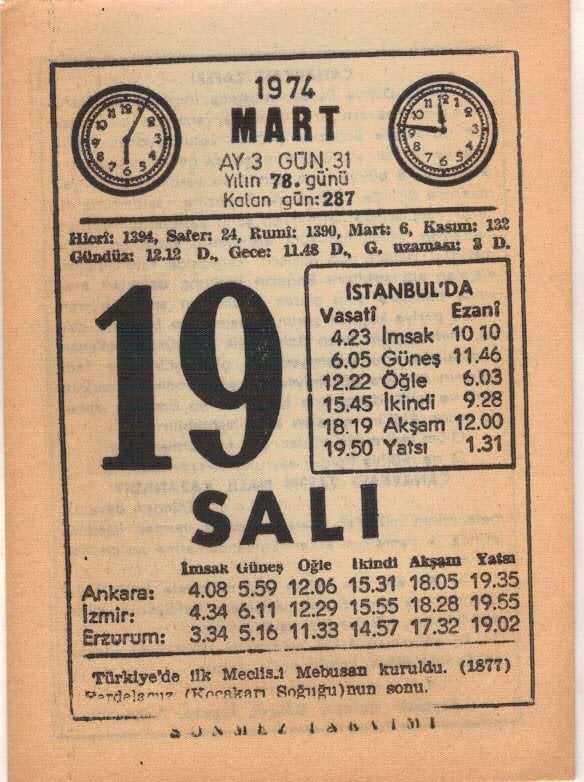 1974
MART
AY 3 GÜN 31
Yılın 78. günü
Kalan gün: 287
Hicrî: 1394, Safer: 24, Rumî: 1390, Mart: 6, Kasım: 132
Gündüz: 12.12 D., Gece: 11.48 D., G. uzaması: 3 D.
19
SALI
İSTANBUL'DA
Vasatî Ezanî
4.23 İmsak 10 10
6.05 Güneş 11.46
12.22 Öğle 6.03
15.45 İkindi 9.28
18.19 Akşam 12.00
19.50 Yatsı 1.31
İmsak Güneş Öğle İkindi Akşam Yatsı
Ankara: 4.08 5.59 12.06 15.31 18.05 19.35
İzmir: 4.34 6.11 12.29 15.55 18.28 19.55
Erzurum: 3.34 5.16 11.33 14.57 17.32 19.02
Türkiye'de ilk Meclis.i Mebusan kuruldu. (1877)
(Kocakarı Soğuğu)nun sonu.
TAKVİMİ